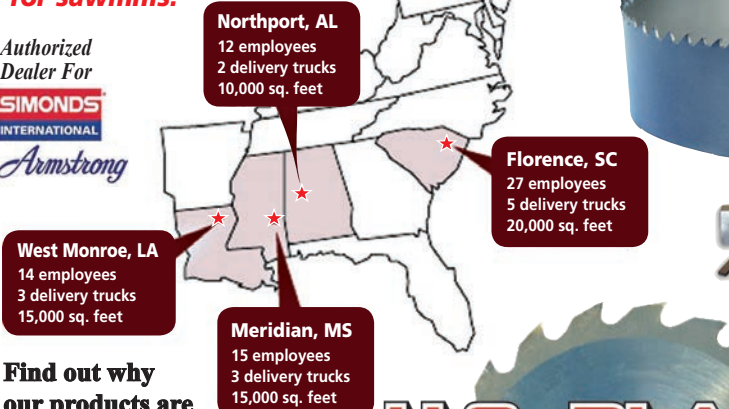 for sawmills.
Authorized
Dealer For
SIMONDS
INTERNATIONAL
Armstrong
Northport, AL
12 employees
2 delivery trucks
10,000 sq. feet
Florence, SC
27 employees
5 delivery trucks
20,000 sq. feet
West Monroe, LA
14 employees
3 delivery trucks
15,000 sq. feet
Meridian, MS
15 employees
3 delivery trucks
15,000 sq. feet
Find out why
our products are